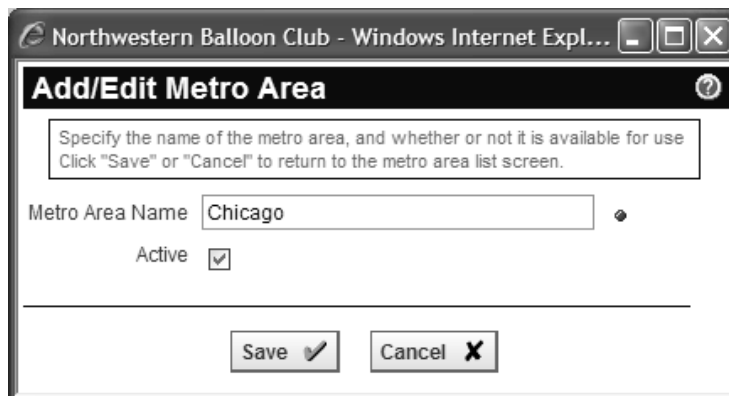 Northwestern Balloon Club - Windows Internet Expl...
Add/Edit Metro Area
?
Specify the name of the metro area, and whether or not it is available for use
Click "Save" or "Cancel" to return to the metro area list screen.
Metro Area Name Chicago
Active
Save Cancel